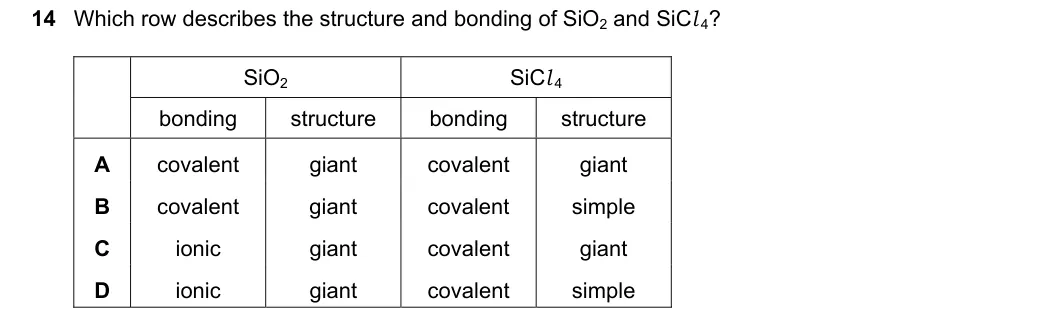 14 Which row describes the structure and bonding of SiO₂ and SiCl₄?
SiO₂ SiCl₄
bonding structure bonding structure
A covalent giant covalent giant
B covalent giant covalent simple
C ionic giant covalent giant
D ionic giant covalent simple